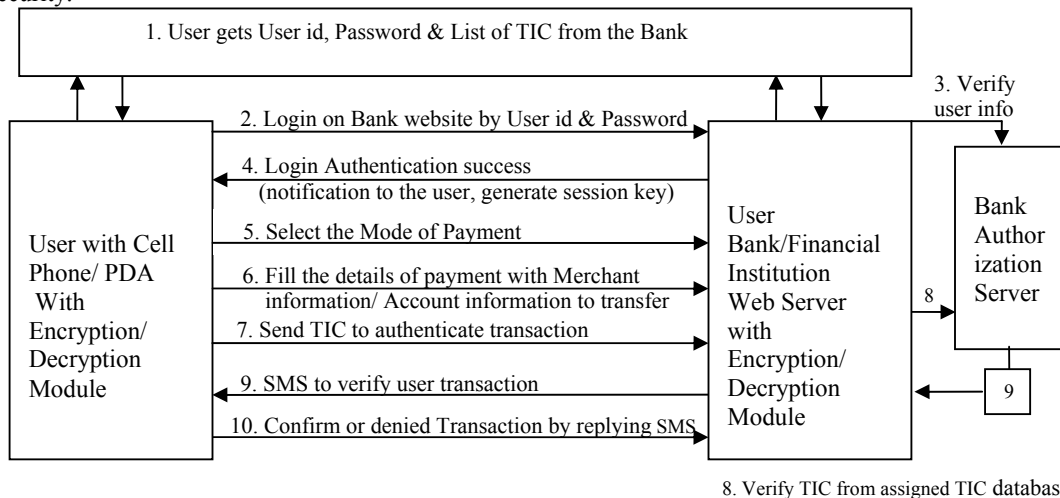 ecurity.
1. User gets User id, Password & List of TIC from the Bank
3. Verify
user info
2. Login on Bank website by User id & Password
4. Login Authentication success
(notification to the user, generate session key)
5. Select the Mode of Payment
6. Fill the details of payment with Merchant
information/ Account information to transfer
7. Send TIC to authenticate transaction
9. SMS to verify user transaction
10. Confirm or denied Transaction by replying SMS
User with Cell
Phone/ PDA
With
Encryption/
Decryption
Module
User
Bank/Financial
Institution
Web Server
with
Encryption/
Decryption
Module
Bank
Author
ization
Server
8
9
8. Verify TIC from assigned TIC databas